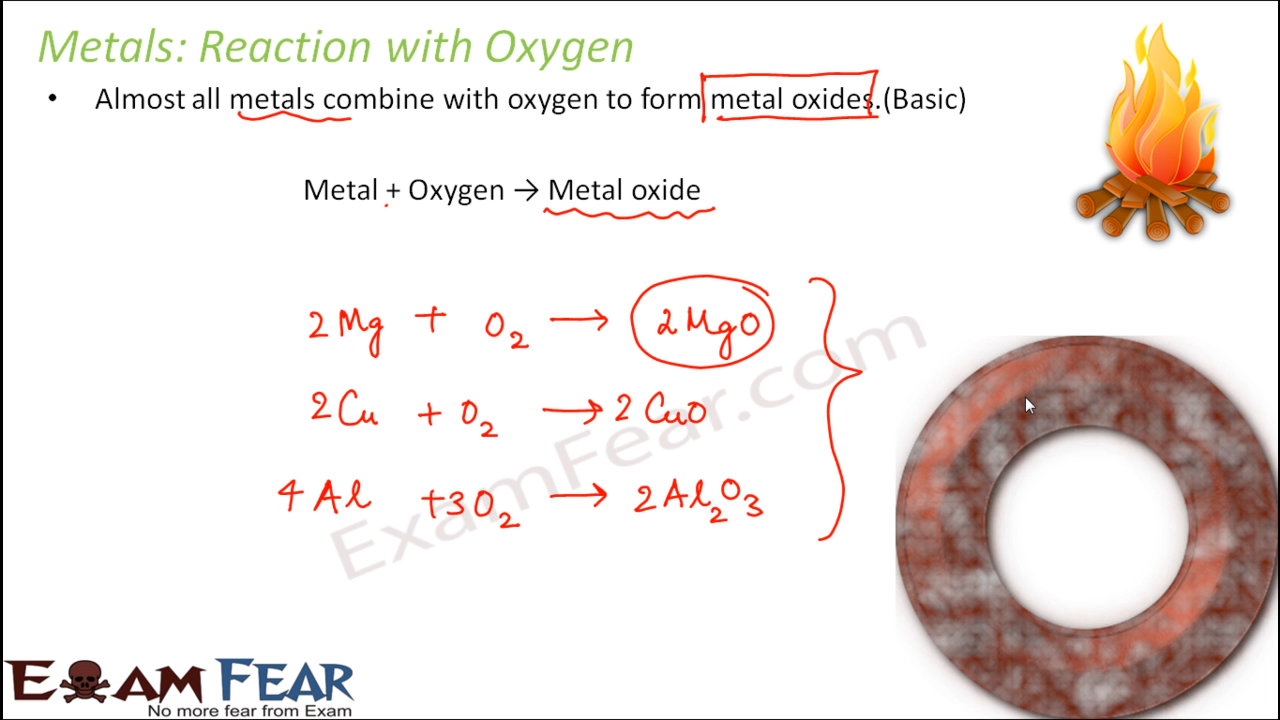 Metals: Reaction with Oxygen
• Almost all metals combine with oxygen to form metal oxides.(Basic)
Metal + Oxygen → Metal oxide
2Mg + O₂ → 2MgO
2Cu + O₂ → 2CuO
4Al +3O₂ → 2Al₂O₃
ExamFear.com
EXAM FEAR
No more fear from Exam